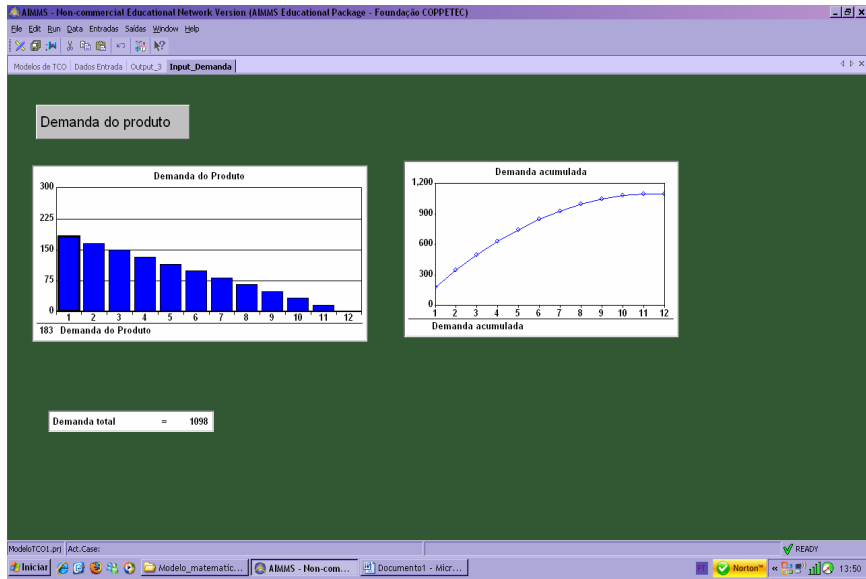 AIMMS - Non-commercial Educational Network Version (AIMMS Educational Package - Foundação COPPETEC)
File Edit Run Data Entradas Saídas Window Help
Modelos de TCO Dados Entrada Output_3 Input_Demanda
Demanda do produto
Demanda do Produto
300
225
150
75
0
1 2 3 4 5 6 7 8 9 10 11 12
183 Demanda do Produto
Demanda acumulada
1,200
900
600
300
0
1 2 3 4 5 6 7 8 9 10 11 12
Demanda acumulada
Demanda total = 1098
ModeloTCO1.prj Act.Case: READY
Iniciar Modelo_matematic... AIMMS - Non-com... Documento1 - Micr... PT Norton™ « 13:50